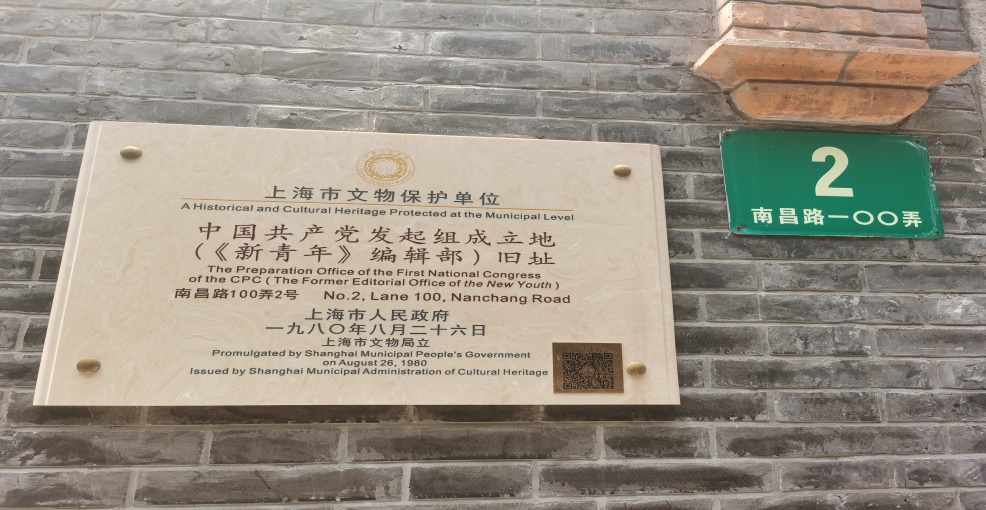 上海市文物保护单位
A Historical and Cultural Heritage Protected at the Municipal Level
中国共产党发起组成立地
(《新青年》编辑部)旧址
The Preparation Office of the First National Congress
of the CPC ( The Former Editorial Office of the New Youth )
南昌路100弄2号 No.2, Lane 100, Nanchang Road
上海市人民政府
一九八〇年八月二十六日
上海市文物局立
Promulgated by Shanghai Municipal People's Government
on August 26, 1980
Issued by Shanghai Municipal Administration of Cultural Heritage
2
南昌路一〇〇弄